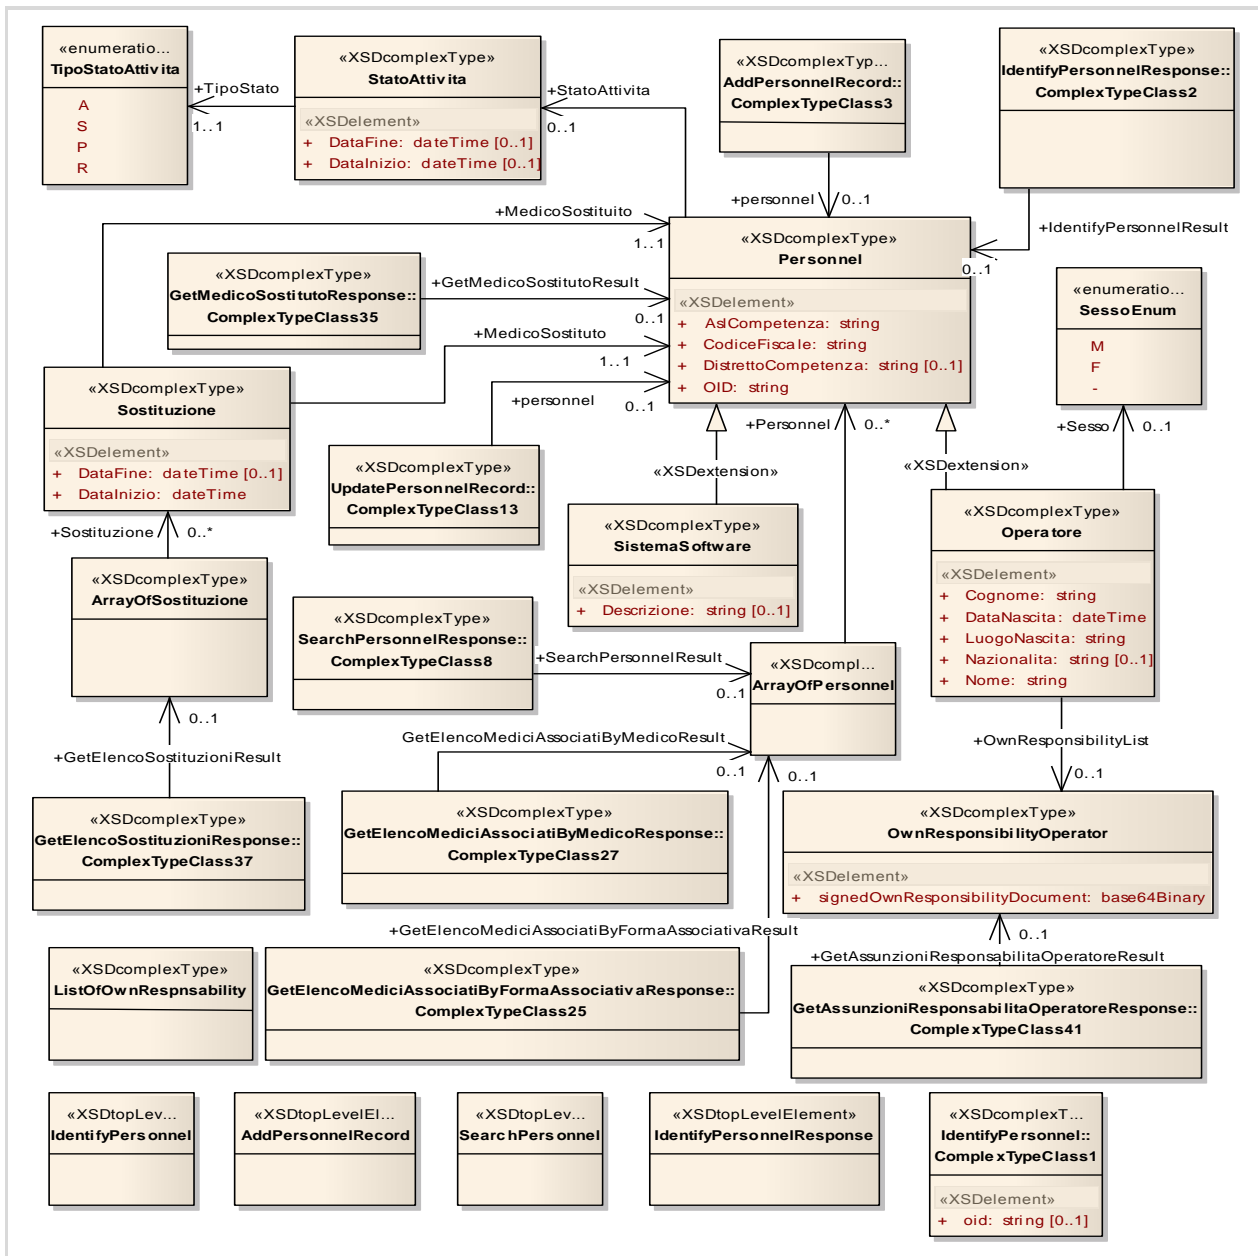 «enumeratio...
TipoStatoAttivita
A
S
P
R
+TipoStato
1..1
«XSDcomplexType»
StatoAttivita
«XSDelement»
+ DataFine: dateTime [0..1]
+ DataInizio: dateTime [0..1]
+StatoAttivita
0..1
«XSDcomplexTyp...
AddPersonnelRecord::
ComplexTypeClass3
+personnel
0..1
«XSDcomplexType»
IdentifyPersonnelResponse::
ComplexTypeClass2
+IdentifyPersonnelResult
0..1
+MedicoSostituito
1..1
«XSDcomplexType»
Personnel
«XSDelement»
+ AslCompetenza: string
+ CodiceFiscale: string
+ DistrettoCompetenza: string [0..1]
+ OID: string
«XSDcomplexType»
GetMedicoSostitutoResponse::
ComplexTypeClass35
+GetMedicoSostitutoResult
0..1
+MedicoSostituto
1..1
«enumeratio...
SessoEnum
M
F
-
+Sesso
0..1
«XSDcomplexType»
Sostituzione
«XSDelement»
+ DataFine: dateTime [0..1]
+ DataInizio: dateTime
+personnel
0..1
«XSDcomplexType»
UpdatePersonnelRecord::
ComplexTypeClass13
+Personnel
0..*
«XSDextension»
«XSDextension»
«XSDcomplexType»
SistemaSoftware
«XSDelement»
+ Descrizione: string [0..1]
«XSDcomplexType»
Operatore
«XSDelement»
+ Cognome: string
+ DataNascita: dateTime
+ LuogoNascita: string
+ Nazionalita: string [0..1]
+ Nome: string
+Sostituzione
0..*
«XSDcomplexType»
ArrayOfSostituzione
«XSDcomplexType»
SearchPersonnelResponse::
ComplexTypeClass8
+SearchPersonnelResult
0..1
«XSDcompl...
ArrayOfPersonnel
0..1
+GetElencoSostituzioniResult
GetElencoMediciAssociatiByMedicoResult
0..1
0..1
+OwnResponsibilityList
0..1
«XSDcomplexType»
GetElencoSostituzioniResponse::
ComplexTypeClass37
«XSDcomplexType»
GetElencoMediciAssociatiByMedicoResponse::
ComplexTypeClass27
«XSDcomplexType»
OwnResponsibilityOperator
«XSDelement»
+ signedOwnResponsibilityDocument: base64Binary
+GetElencoMediciAssociatiByFormaAssociativaResult
0..1
+GetAssunzioniResponsabilitaOperatoreResult
«XSDcomplexType»
ListOfOwnRespnsability
«XSDcomplexType»
GetElencoMediciAssociatiByFormaAssociativaResponse::
ComplexTypeClass25
«XSDcomplexType»
GetAssunzioniResponsabilitaOperatoreResponse::
ComplexTypeClass41
«XSDtopLev...
IdentifyPersonnel
«XSDtopLevelEl...
AddPersonnelRecord
«XSDtopLev...
SearchPersonnel
«XSDtopLevelElement»
IdentifyPersonnelResponse
«XSDcomplexT...
IdentifyPersonnel::
ComplexTypeClass1
«XSDelement»
+ oid: string [0..1]